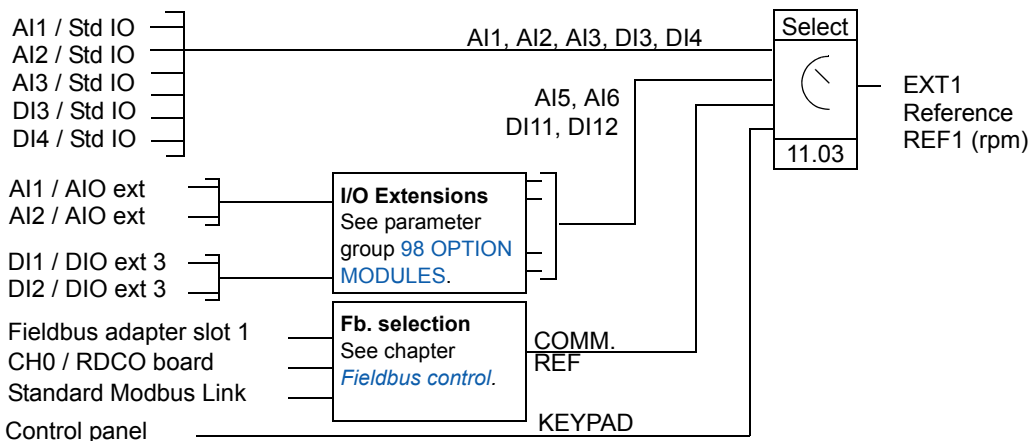 AI1 / Std IO
AI2 / Std IO
AI3 / Std IO
DI3 / Std IO
DI4 / Std IO
AI1, AI2, AI3, DI3, DI4
Select
11.03
EXT1
Reference
REF1 (rpm)
AI5, AI6
DI11, DI12
AI1 / AIO ext
AI2 / AIO ext
DI1 / DIO ext 3
DI2 / DIO ext 3
I/O Extensions
See parameter
group 98 OPTION
MODULES.
Fieldbus adapter slot 1
CH0 / RDCO board
Standard Modbus Link
Fb. selection
See chapter
Fieldbus control.
COMM.
REF
Control panel
KEYPAD